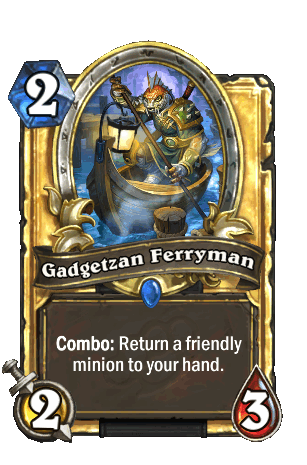 2
Gadgetzan Ferryman
Combo: Return a friendly
minion to your hand.
2
3